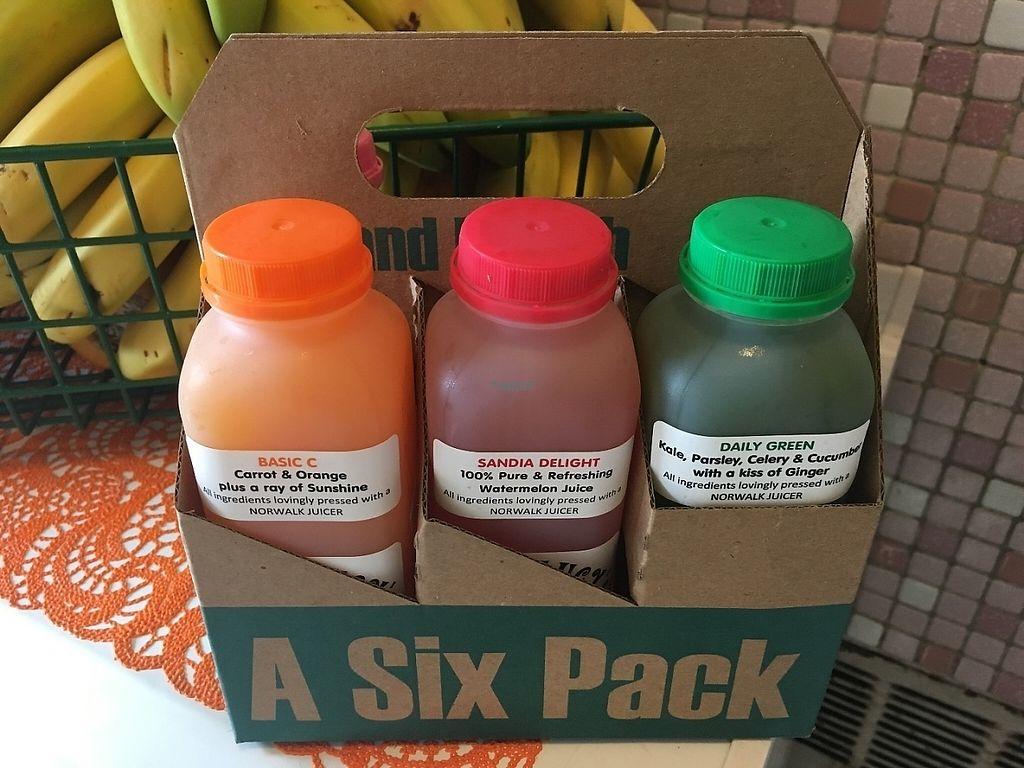 and
BASIC C
Carrot & Orange
plus a ray of Sunshine
All ingredients lovingly pressed with a
NORWALK JUICER
SANDIA DELIGHT
100% Pure & Refreshing
Watermelon Juice
All ingredients lovingly pressed with a
NORWALK JUICER
DAILY GREEN
Kale, Parsley, Celery & Cucumber
with a kiss of Ginger
All ingredients lovingly pressed with a
NORWALK JUICER
A Six Pack